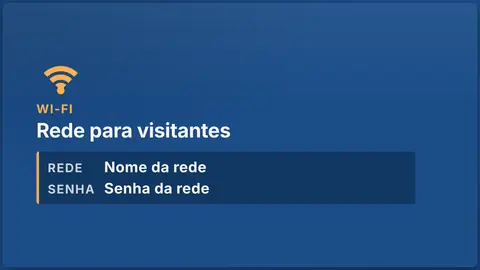 WI-FI
Rede para visitantes
REDE Nome da rede
SENHA Senha da rede